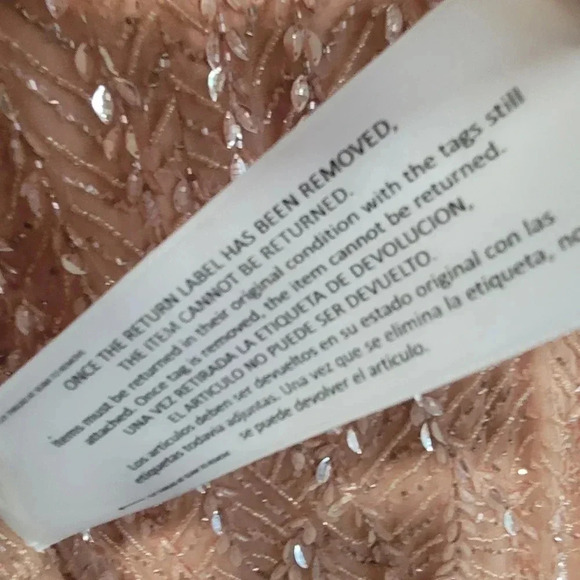 ONCE THE RETURN LABEL HAS BEEN REMOVED,
THE ITEM CANNOT BE RETURNED.
Items must be returned in their original condition with the tags still
attached. Once tag is removed, the item cannot be returned.
UNA VEZ RETIRADA LA ETIQUETA DE DEVOLUCION,
EL ARTICULO NO PUEDE SER DEVUELTO.
Los artículos deben ser devueltos en su estado original con las
etiquetas todavía adjuntas. Una vez que se elimina la etiqueta, no
se puede devolver el artículo.